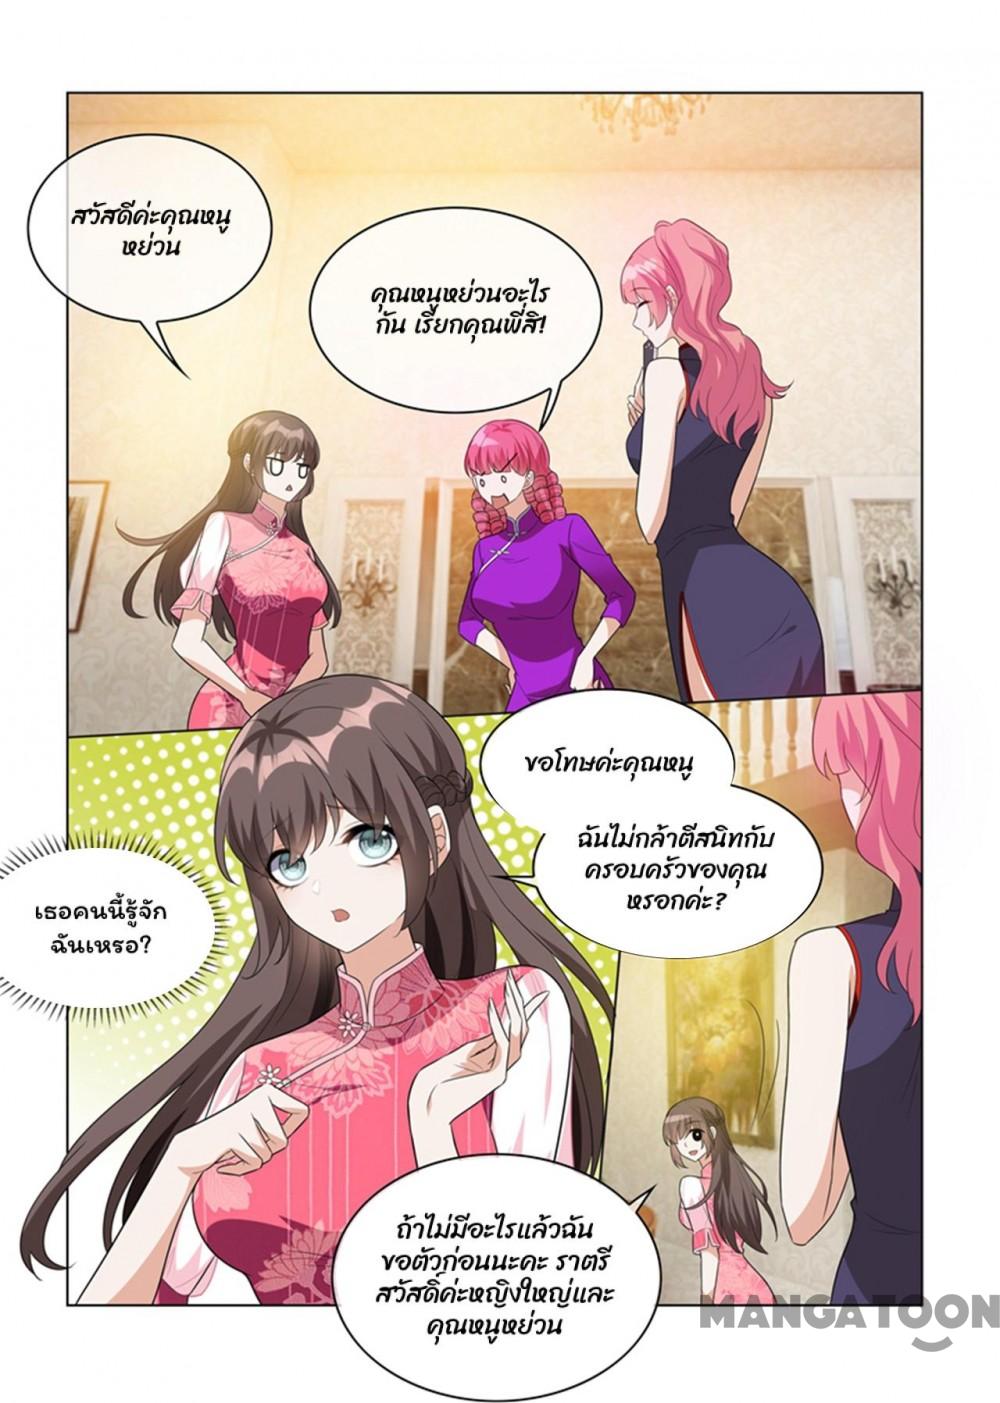 สวัสดีค่ะคุณหนู
หย่วน
คุณหนูหย่วนอะไร
กัน เรียกคุณพี่สิ!
ขอโทษค่ะคุณหนู
ฉันไม่กล้าตีสนิทกับ
ครอบครัวของคุณ
หรอกค่ะ?
เธอคนนี้รู้จัก
ฉันเหรอ?
ถ้าไม่มีอะไรแล้วฉัน
ขอตัวก่อนนะคะ ราตรี
สวัสดิ์ค่ะหญิงใหญ่และ
คุณหนูหย่วน
MANGATOON